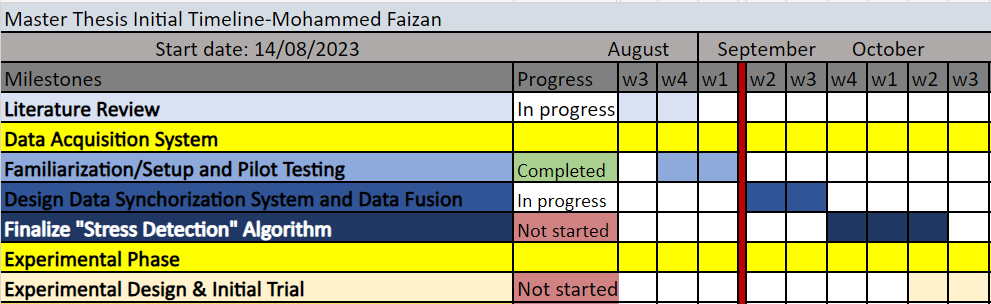 Master Thesis Initial Timeline-Mohammed Faizan
Start date: 14/08/2023 August September October
Milestones Progress w3 w4 w1 w2 w3 w4 w1 w2 w3
Literature Review In progress
Data Acquisition System
Familiarization/Setup and Pilot Testing Completed
Design Data Synchorization System and Data Fusion In progress
Finalize "Stress Detection" Algorithm Not started
Experimental Phase
Experimental Design & Initial Trial Not started